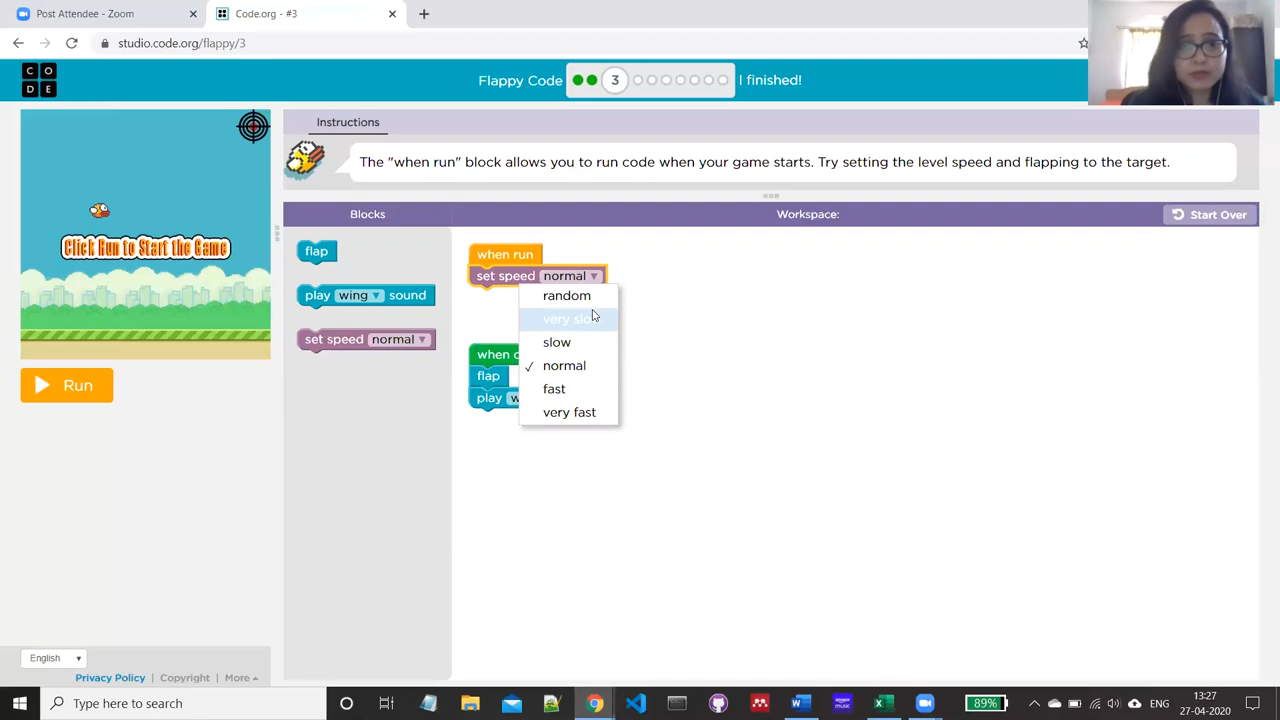 Post Attendee - Zoom
Code.org - #3
studio.code.org/flappy/3
C O
D E
Flappy Code
3
I finished!
Instructions
The "when run" block allows you to run code when your game starts. Try setting the level speed and flapping to the target.
Blocks
Workspace:
Start Over
Click Run to Start the Game
Run
flap
play wing sound
set speed normal
when run
set speed normal
random
very slo
slow
normal
fast
very fast
when
flap
play
English
Privacy Policy | Copyright | More
Type here to search
89%
ENG
13:27
27-04-2020